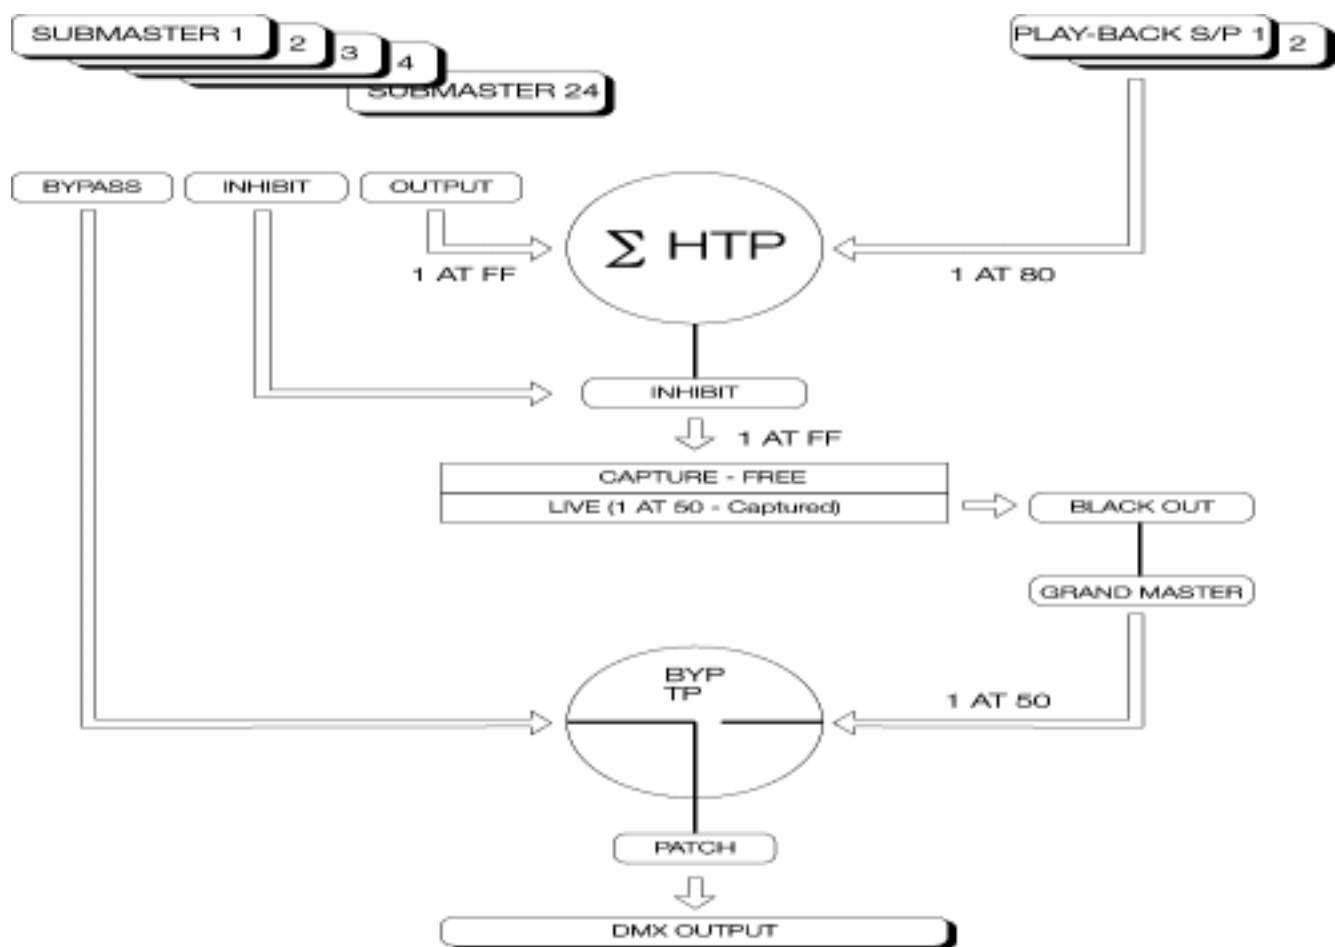 SUBMASTER 1
2
3
4
SUBMASTER 24
PLAY-BACK S/P 1
2
BYPASS
INHIBIT
OUTPUT
Σ HTP
1 AT FF
1 AT 80
INHIBIT
1 AT FF
CAPTURE - FREE
LIVE (1 AT 50 - Captured)
BLACK OUT
GRAND MASTER
BYP
TP
1 AT 50
PATCH
DMX OUTPUT